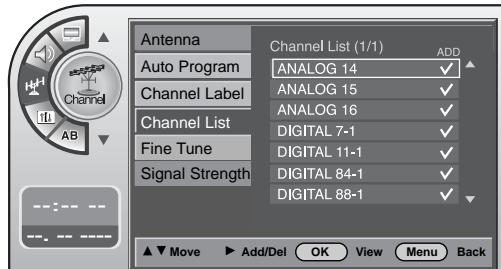 Antenna
Auto Program
Channel Label
Channel List
Fine Tune
Signal Strength
Channel
AB
Channel List (1/1)
ADD
ANALOG 14 ✓
ANALOG 15 ✓
ANALOG 16 ✓
DIGITAL 7-1 ✓
DIGITAL 11-1 ✓
DIGITAL 84-1 ✓
DIGITAL 88-1 ✓
--:-- --
--. -- ----
▲▼ Move ► Add/Del OK View Menu Back